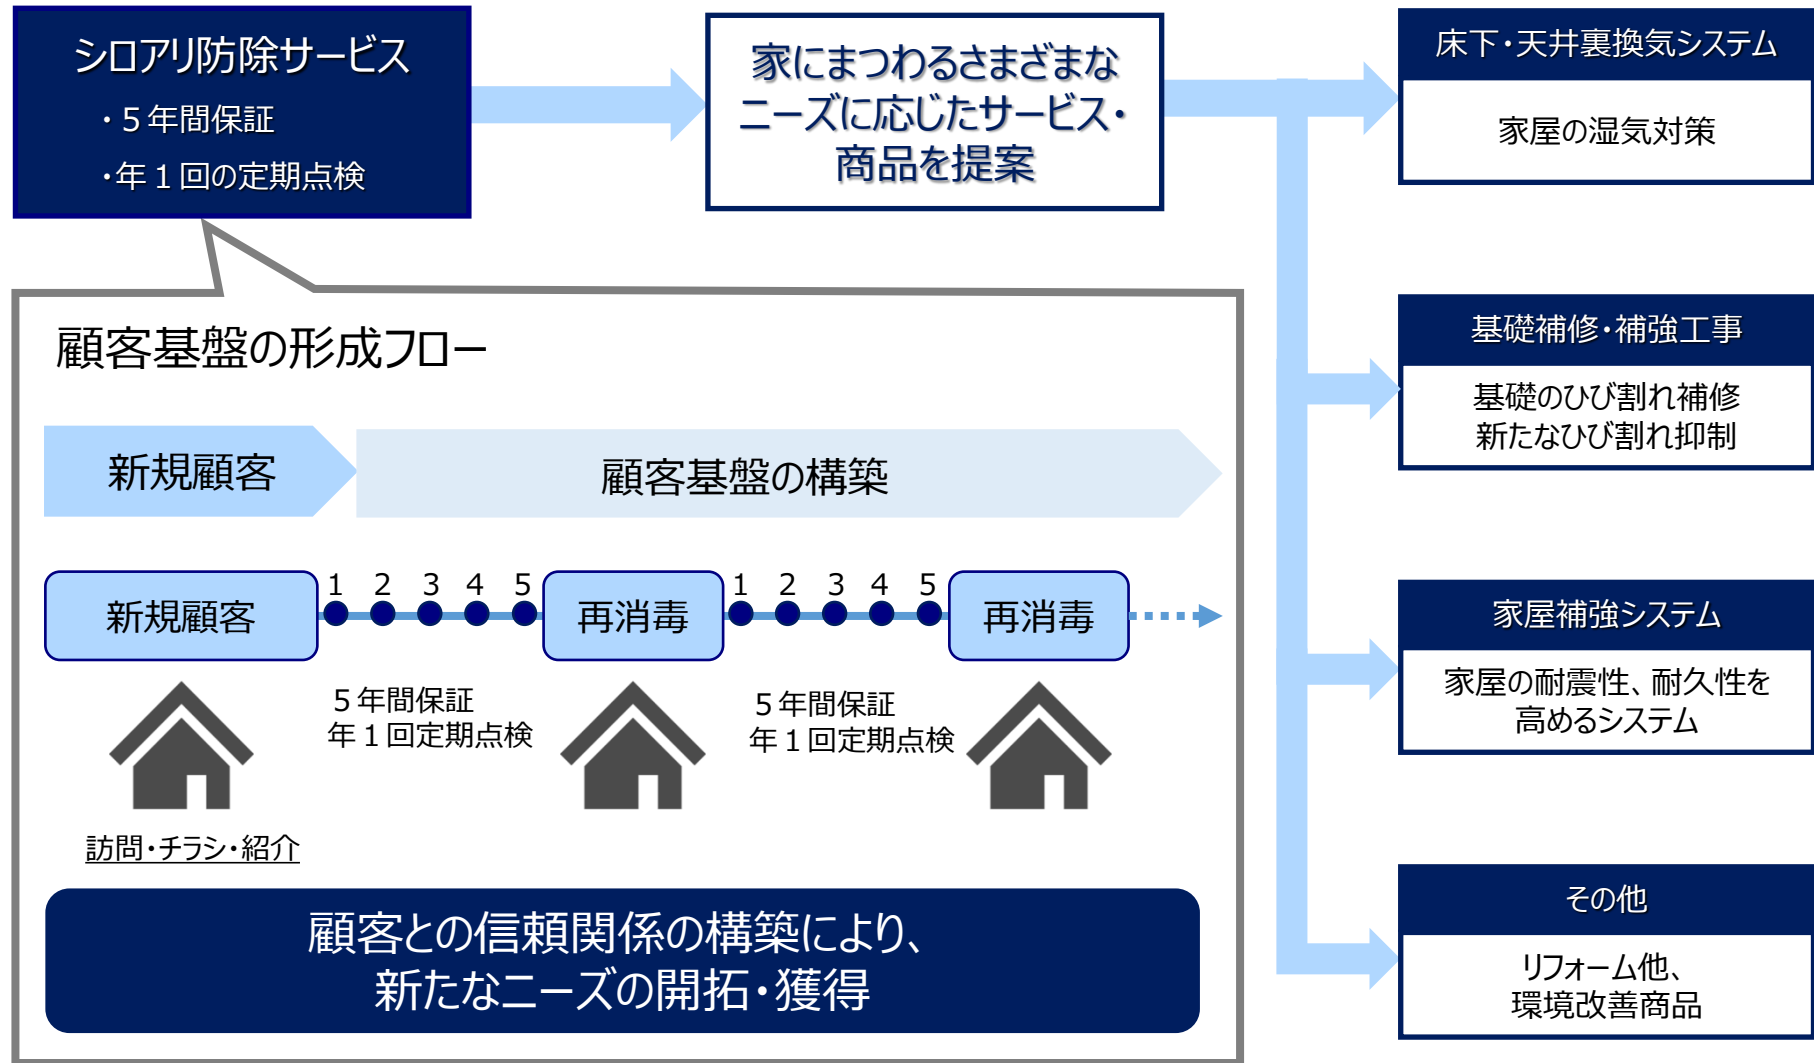 シロアリ防除サービス
・５年間保証
・年１回の定期点検
家にまつわるさまざまな
ニーズに応じたサービス・
商品を提案
床下・天井裏換気システム
家屋の湿気対策
基礎補修・補強工事
基礎のひび割れ補修
新たなひび割れ抑制
家屋補強システム
家屋の耐震性、耐久性を
高めるシステム
その他
リフォーム他、
環境改善商品
顧客基盤の形成フロー
新規顧客
顧客基盤の構築
新規顧客
1 2 3 4 5
再消毒
1 2 3 4 5
再消毒
５年間保証
年１回定期点検
５年間保証
年１回定期点検
訪問・チラシ・紹介
顧客との信頼関係の構築により、
新たなニーズの開拓・獲得